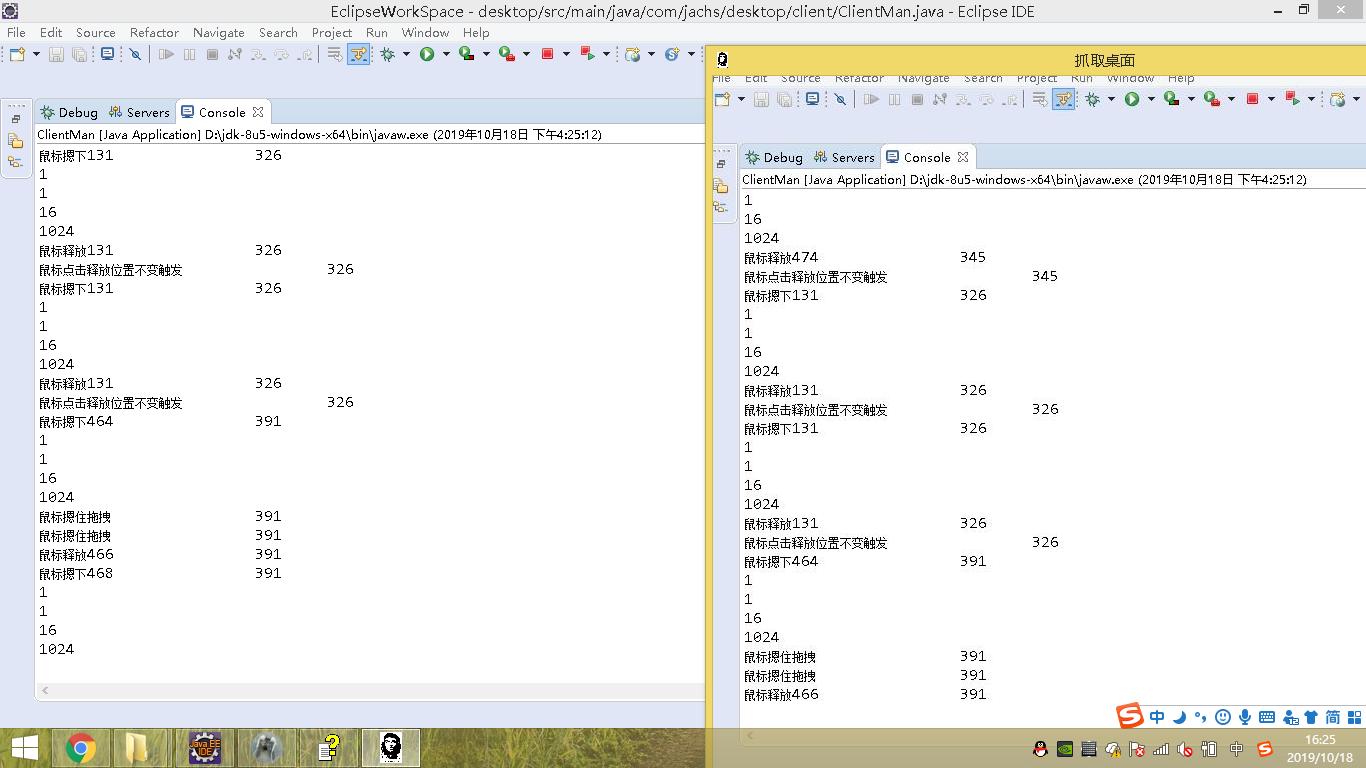 EclipseWorkSpace - desktop/src/main/java/com/jachs/desktop/client/ClientMan.java - Eclipse IDE
File Edit Source Refactor Navigate Search Project Run Window Help
Debug Servers Console
ClientMan [Java Application] D:\jdk-8u5-windows-x64\bin\javaw.exe (2019年10月18日 下午4:25:12)
鼠标摁下131 326
1
1
16
1024
鼠标释放131 326
鼠标点击释放位置不变触发 326
鼠标摁下131 326
1
1
16
1024
鼠标释放131 326
鼠标点击释放位置不变触发 326
鼠标摁下464 391
1
1
16
1024
鼠标摁住拖拽 391
鼠标摁住拖拽 391
鼠标释放466 391
鼠标摁下468 391
1
1
16
1024
抓取桌面
File Edit Source Refactor Navigate Search Project Run Window Help
Debug Servers Console
ClientMan [Java Application] D:\jdk-8u5-windows-x64\bin\javaw.exe (2019年10月18日 下午4:25:12)
1
16
1024
鼠标释放474 345
鼠标点击释放位置不变触发 345
鼠标摁下131 326
1
1
16
1024
鼠标释放131 326
鼠标点击释放位置不变触发 326
鼠标摁下131 326
1
1
16
1024
鼠标释放131 326
鼠标点击释放位置不变触发 326
鼠标摁下464 391
1
1
16
1024
鼠标摁住拖拽 391
鼠标摁住拖拽 391
鼠标释放466 391
S 中 简
Java EE
IDE
中 S
16:25
2019/10/18